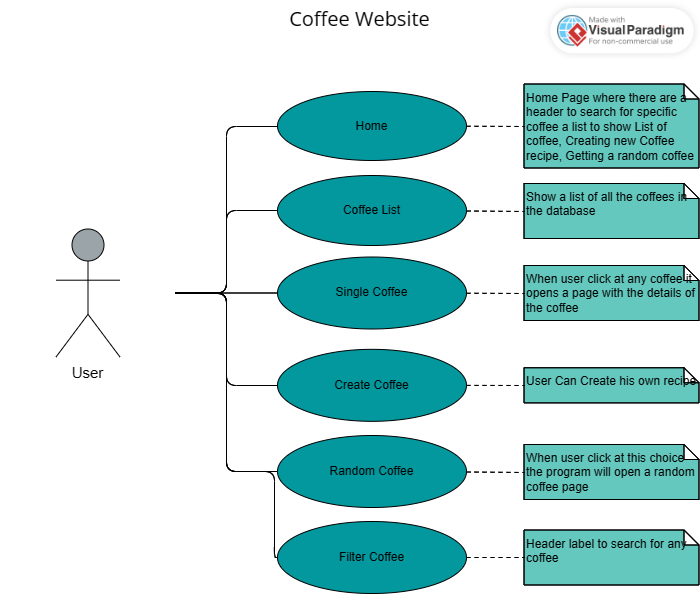 Coffee Website
Made with
Visual Paradigm
For non-commercial use
Home
Home Page where there are a
header to search for specific
coffee a list to show List of
coffee, Creating new Coffee
recipe, Getting a random coffee
Coffee List
Show a list of all the coffees in
the database
Single Coffee
When user click at any coffee it
opens a page with the details of
the coffee
User
Create Coffee
User Can Create his own recipe
Random Coffee
When user click at this choice
the program will open a random
coffee page
Filter Coffee
Header label to search for any
coffee